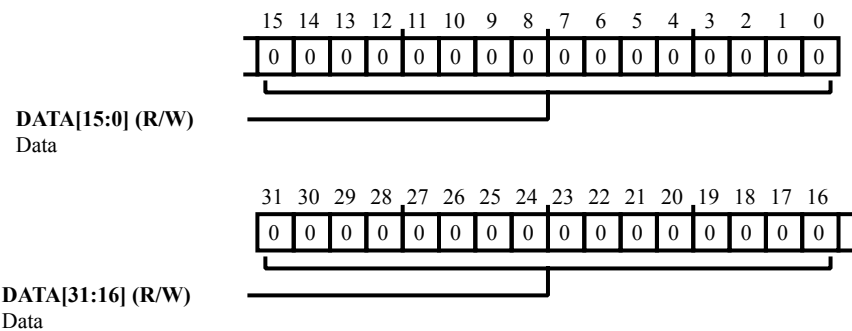 15 14 13 12 11 10 9 8 7 6 5 4 3 2 1 0
0 0 0 0 0 0 0 0 0 0 0 0 0 0 0 0
DATA[15:0] (R/W)
Data
31 30 29 28 27 26 25 24 23 22 21 20 19 18 17 16
0 0 0 0 0 0 0 0 0 0 0 0 0 0 0 0
DATA[31:16] (R/W)
Data